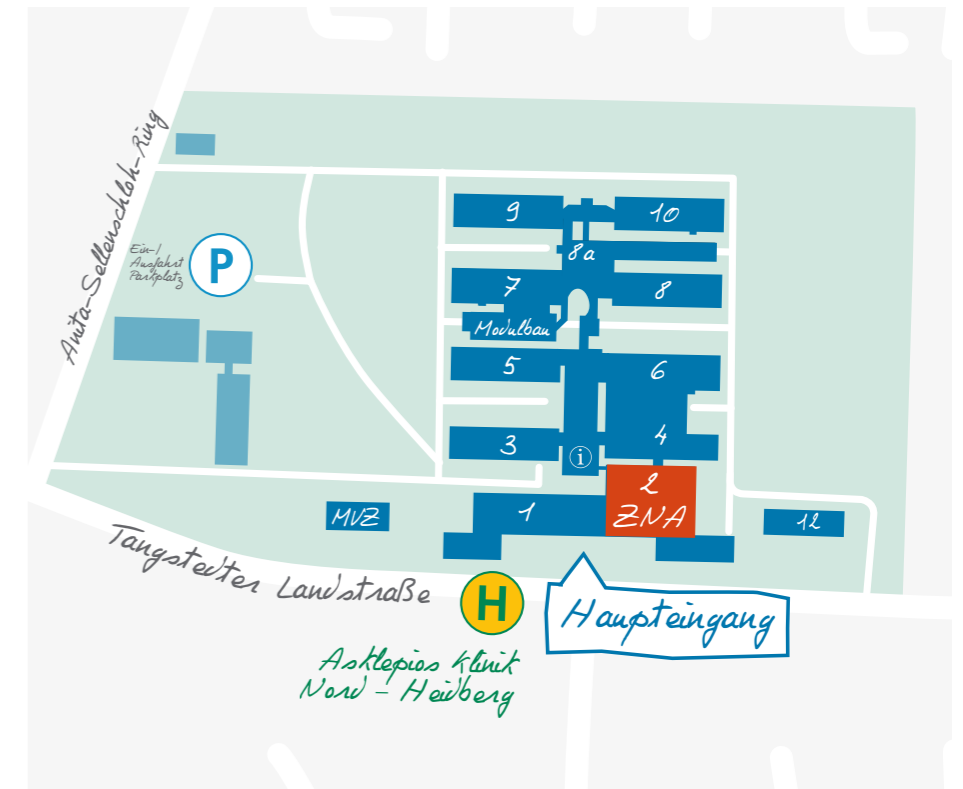 Anita-Sellenschloh-Ring
Ein-/
Ausfahrt
Parkplatz
P
9
10
8a
7
8
Modulbau
5
6
3
4
i
2
ZNA
MVZ
1
12
Tangstedter Landstraße
H
Haupteingang
Asklepios Klinik
Nord - Heidberg